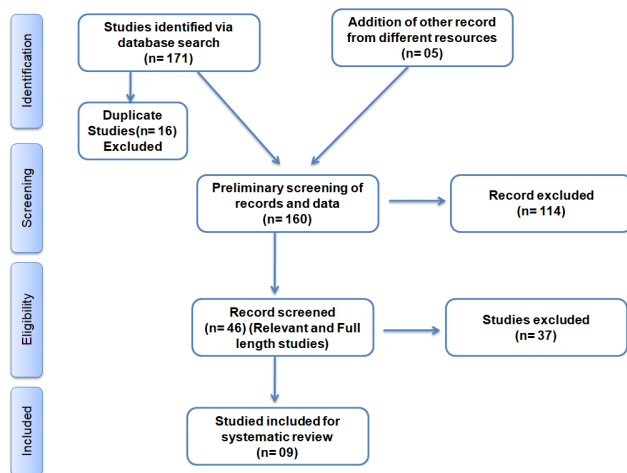 Identification
Studies identified via
database search
(n= 171)
Addition of other record
from different resources
(n= 05)
Duplicate
Studies(n= 16)
Excluded
Screening
Preliminary screening of
records and data
(n= 160)
Record excluded
(n= 114)
Eligibility
Record screened
(n= 46) (Relevant and Full
length studies)
Studies excluded
(n= 37)
Included
Studied included for
systematic review
(n= 09)